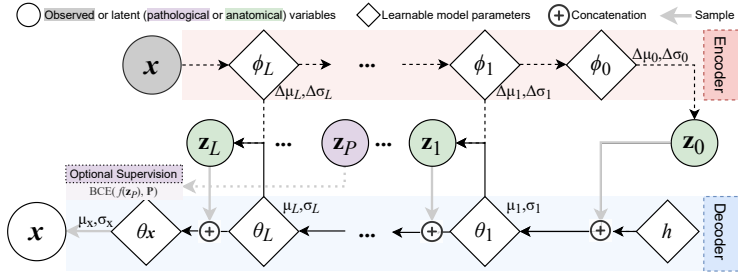 Observed or latent (pathological or anatomical) variables
Learnable model parameters
Concatenation
Sample
x
ϕL
...
ϕ1
ϕ0
Encoder
ΔμL,ΔσL
Δμ1,Δσ1
Δμ0,Δσ0
zL
...
zP
...
z1
z0
Optional Supervision
BCE(f(zP), P)
μx,σx
μL,σL
μ1,σ1
x
θx
θL
...
θ1
h
Decoder